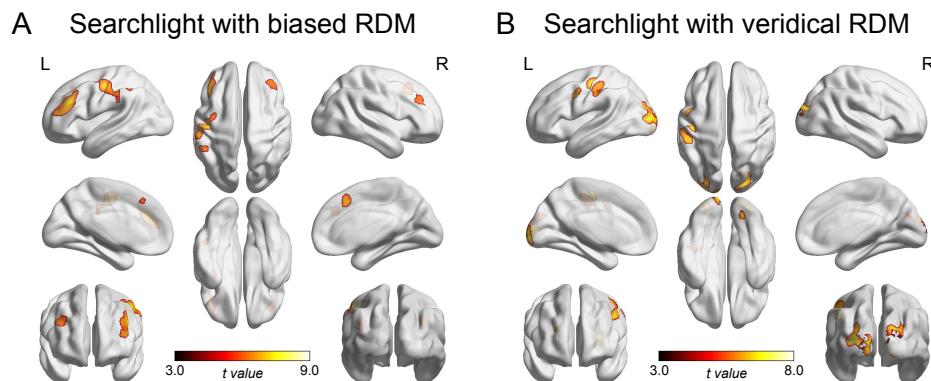 A Searchlight with biased RDM
L R
3.0 t value 9.0
B Searchlight with veridical RDM
L R
3.0 t value 8.0